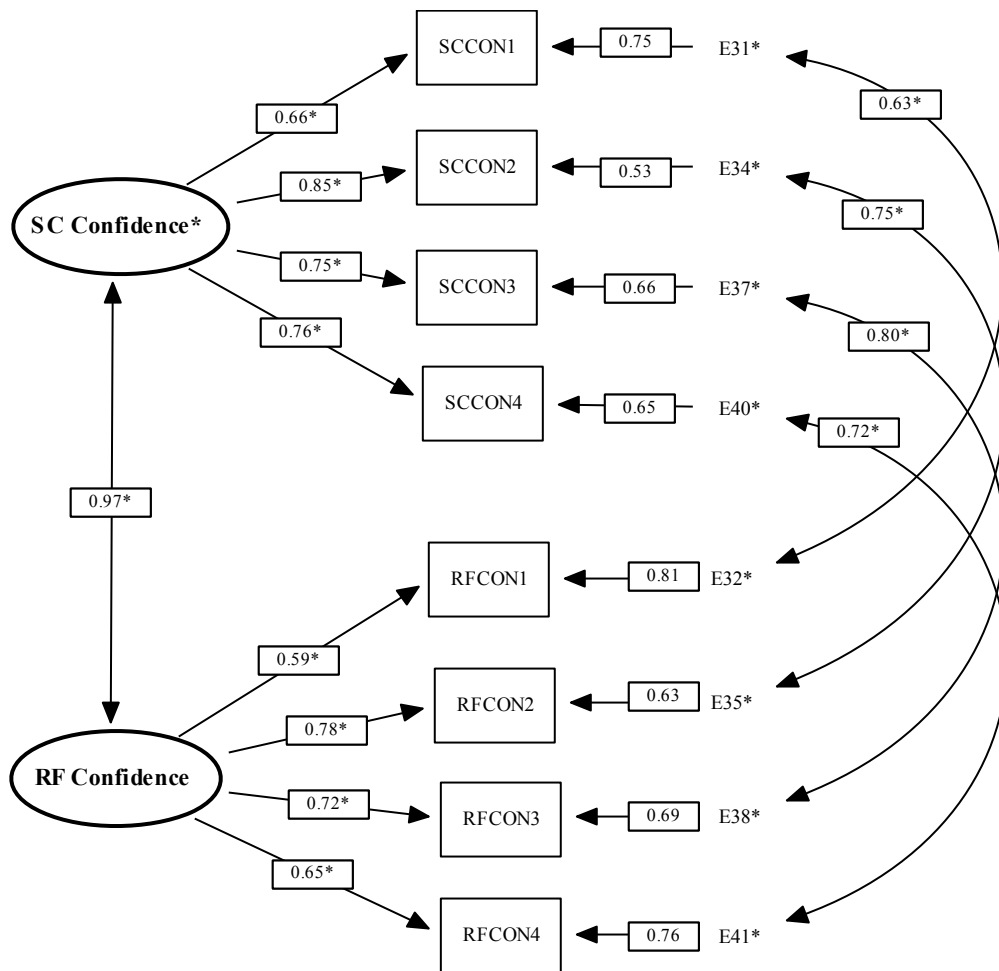 SCCON1
0.75
E31*
0.63*
0.66*
SCCON2
0.53
E34*
0.85*
0.75*
SC Confidence*
0.75*
SCCON3
0.66
E37*
0.80*
0.76*
SCCON4
0.65
E40*
0.72*
0.97*
RFCON1
0.81
E32*
0.59*
RFCON2
0.63
E35*
0.78*
RF Confidence
0.72*
RFCON3
0.69
E38*
0.65*
RFCON4
0.76
E41*